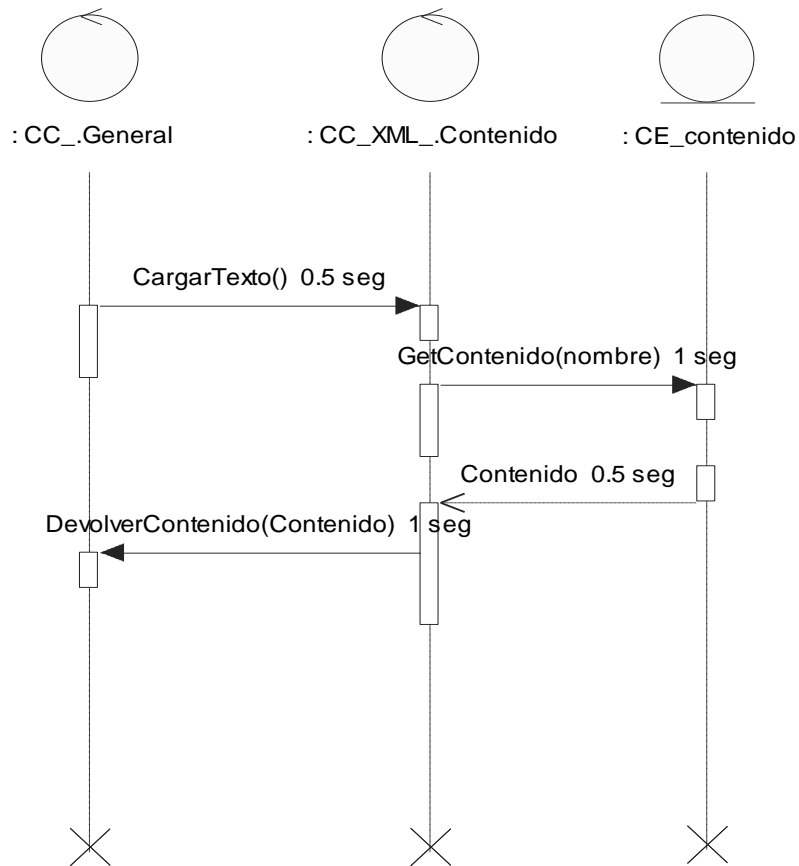 : CC_.General
: CC_XML_.Contenido
: CE_contenido
CargarTexto()  0.5 seg
GetContenido(nombre)  1 seg
Contenido  0.5 seg
DevolverContenido(Contenido)  1 seg